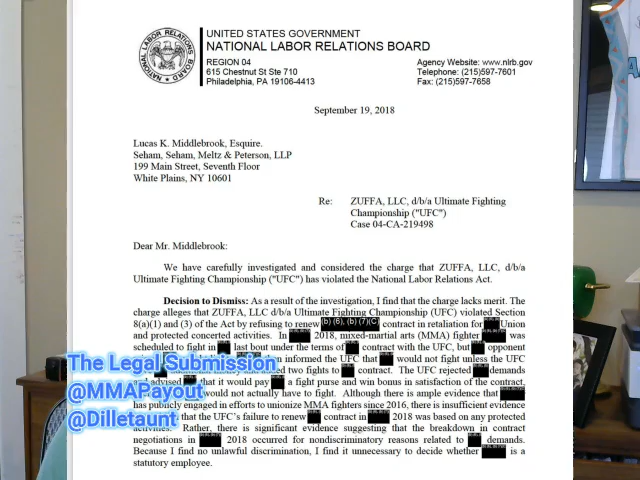 UNITED STATES GOVERNMENT
NATIONAL LABOR RELATIONS BOARD
REGION 04
615 Chestnut St Ste 710
Philadelphia, PA 19106-4413
Agency Website: www.nlrb.gov
Telephone: (215)597-7601
Fax: (215)597-7658
NATIONAL LABOR RELATIONS BOARD
September 19, 2018
Lucas K. Middlebrook, Esquire.
Seham, Seham, Meltz & Peterson, LLP
199 Main Street, Seventh Floor
White Plains, NY 10601
Re: ZUFFA, LLC, d/b/a Ultimate Fighting
Championship ("UFC")
Case 04-CA-219498
Dear Mr. Middlebrook:
We have carefully investigated and considered the charge that ZUFFA, LLC, d/b/a
Ultimate Fighting Championship ("UFC") has violated the National Labor Relations Act.
Decision to Dismiss: As a result of the investigation, I find that the charge lacks merit. The
charge alleges that ZUFFA, LLC d/b/a Ultimate Fighting Championship (UFC) violated Section
8(a)(1) and (3) of the Act by refusing to renew (b) (6), (b) (7)(C) contract in retaliation for Union
and protected concerted activities. In 2018, mixed-martial arts (MMA) fighter was
scheduled to fight in last bout under the terms of contract with the UFC, but opponent
informed the UFC that would not fight unless the UFC
two fights to contract. The UFC rejected demands
and advised that it would pay a fight purse and win bonus in satisfaction of the contract,
would not actually have to fight. Although there is ample evidence that
has publicly engaged in efforts to unionize MMA fighters since 2016, there is insufficient evidence
that the UFC's failure to renew contract in 2018 was based on any protected
activities. Rather, there is significant evidence suggesting that the breakdown in contract
negotiations in 2018 occurred for nondiscriminatory reasons related to demands.
Because I find no unlawful discrimination, I find it unnecessary to decide whether is a
statutory employee.
The Legal Submission
@MMAPayout
@Dilletaunt